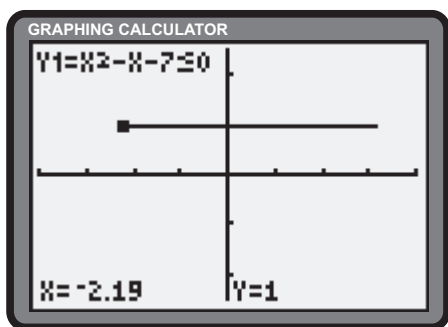 GRAPHING CALCULATOR
Y1=X²-X-7≤0
X=-2.19 Y=1